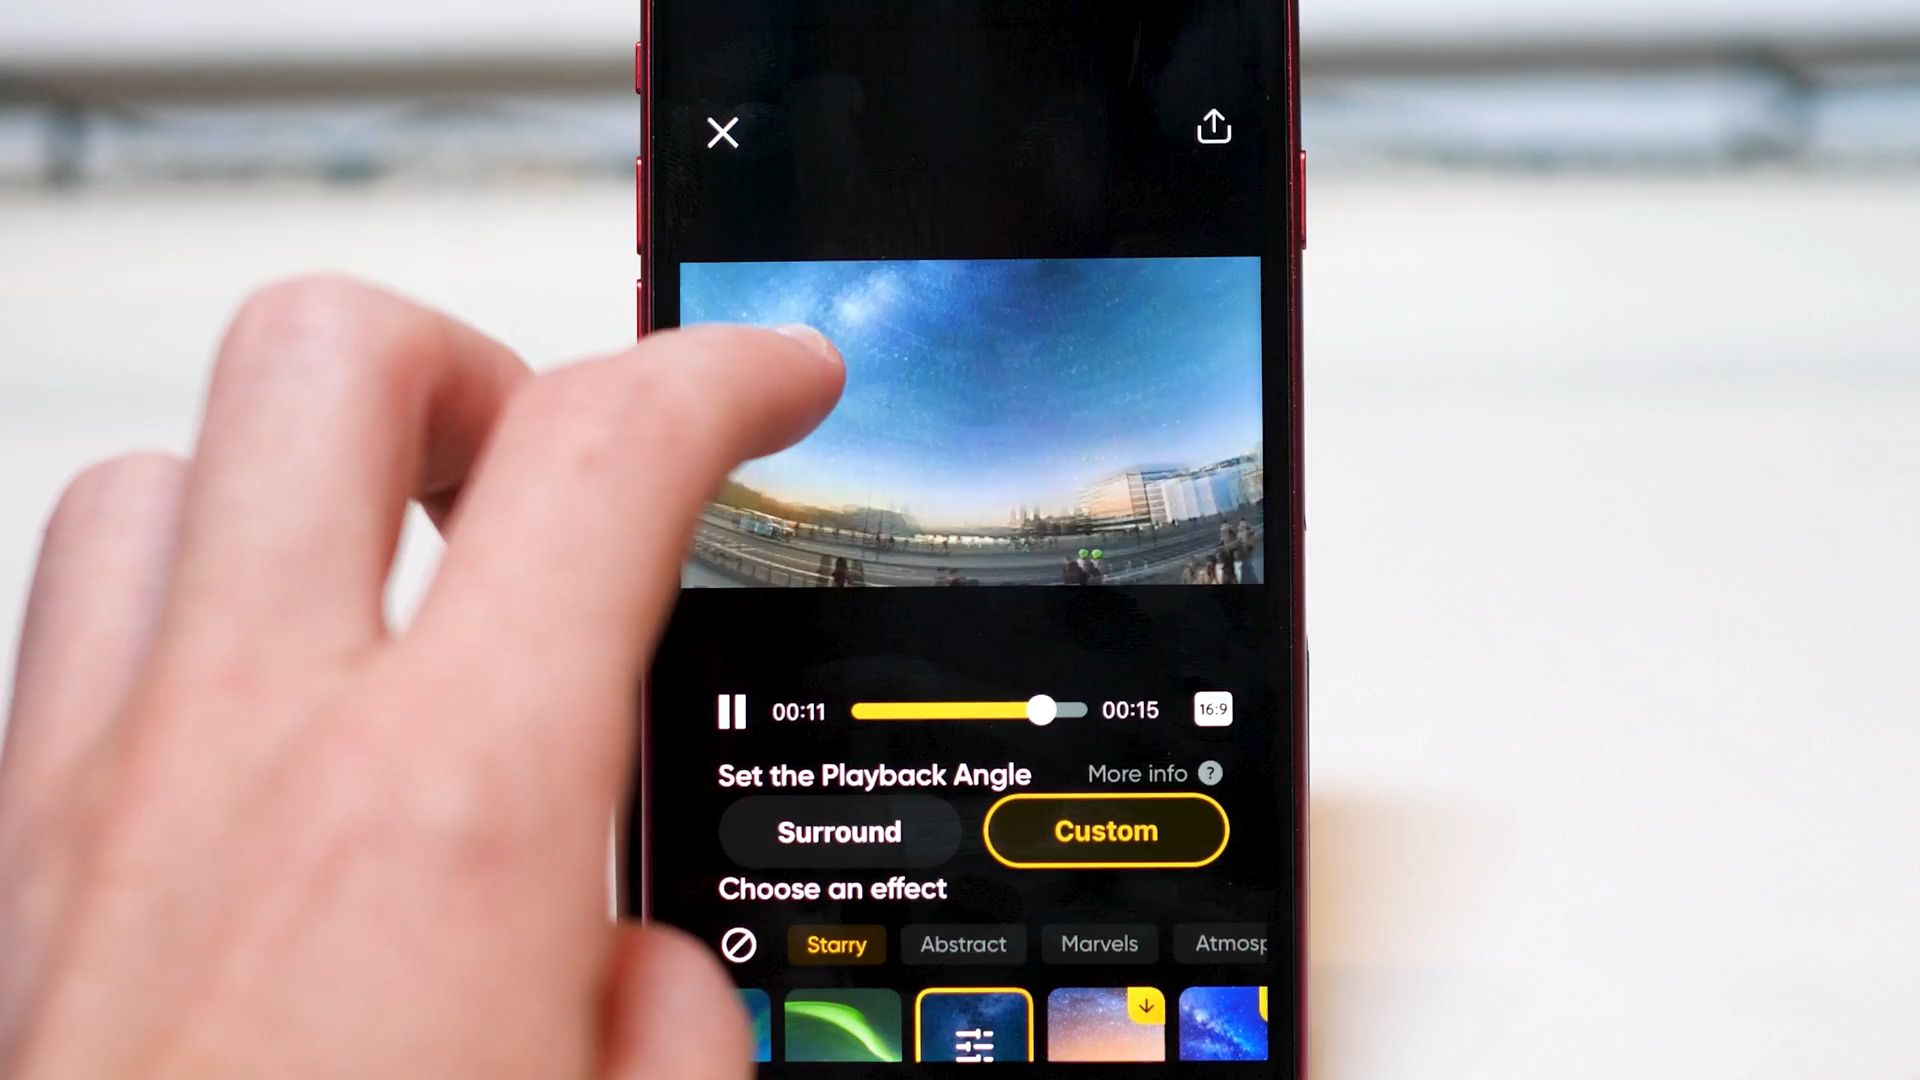 00:11 00:15 16:9
Set the Playback Angle More info ?
Surround Custom
Choose an effect
Starry Abstract Marvels Atmosp